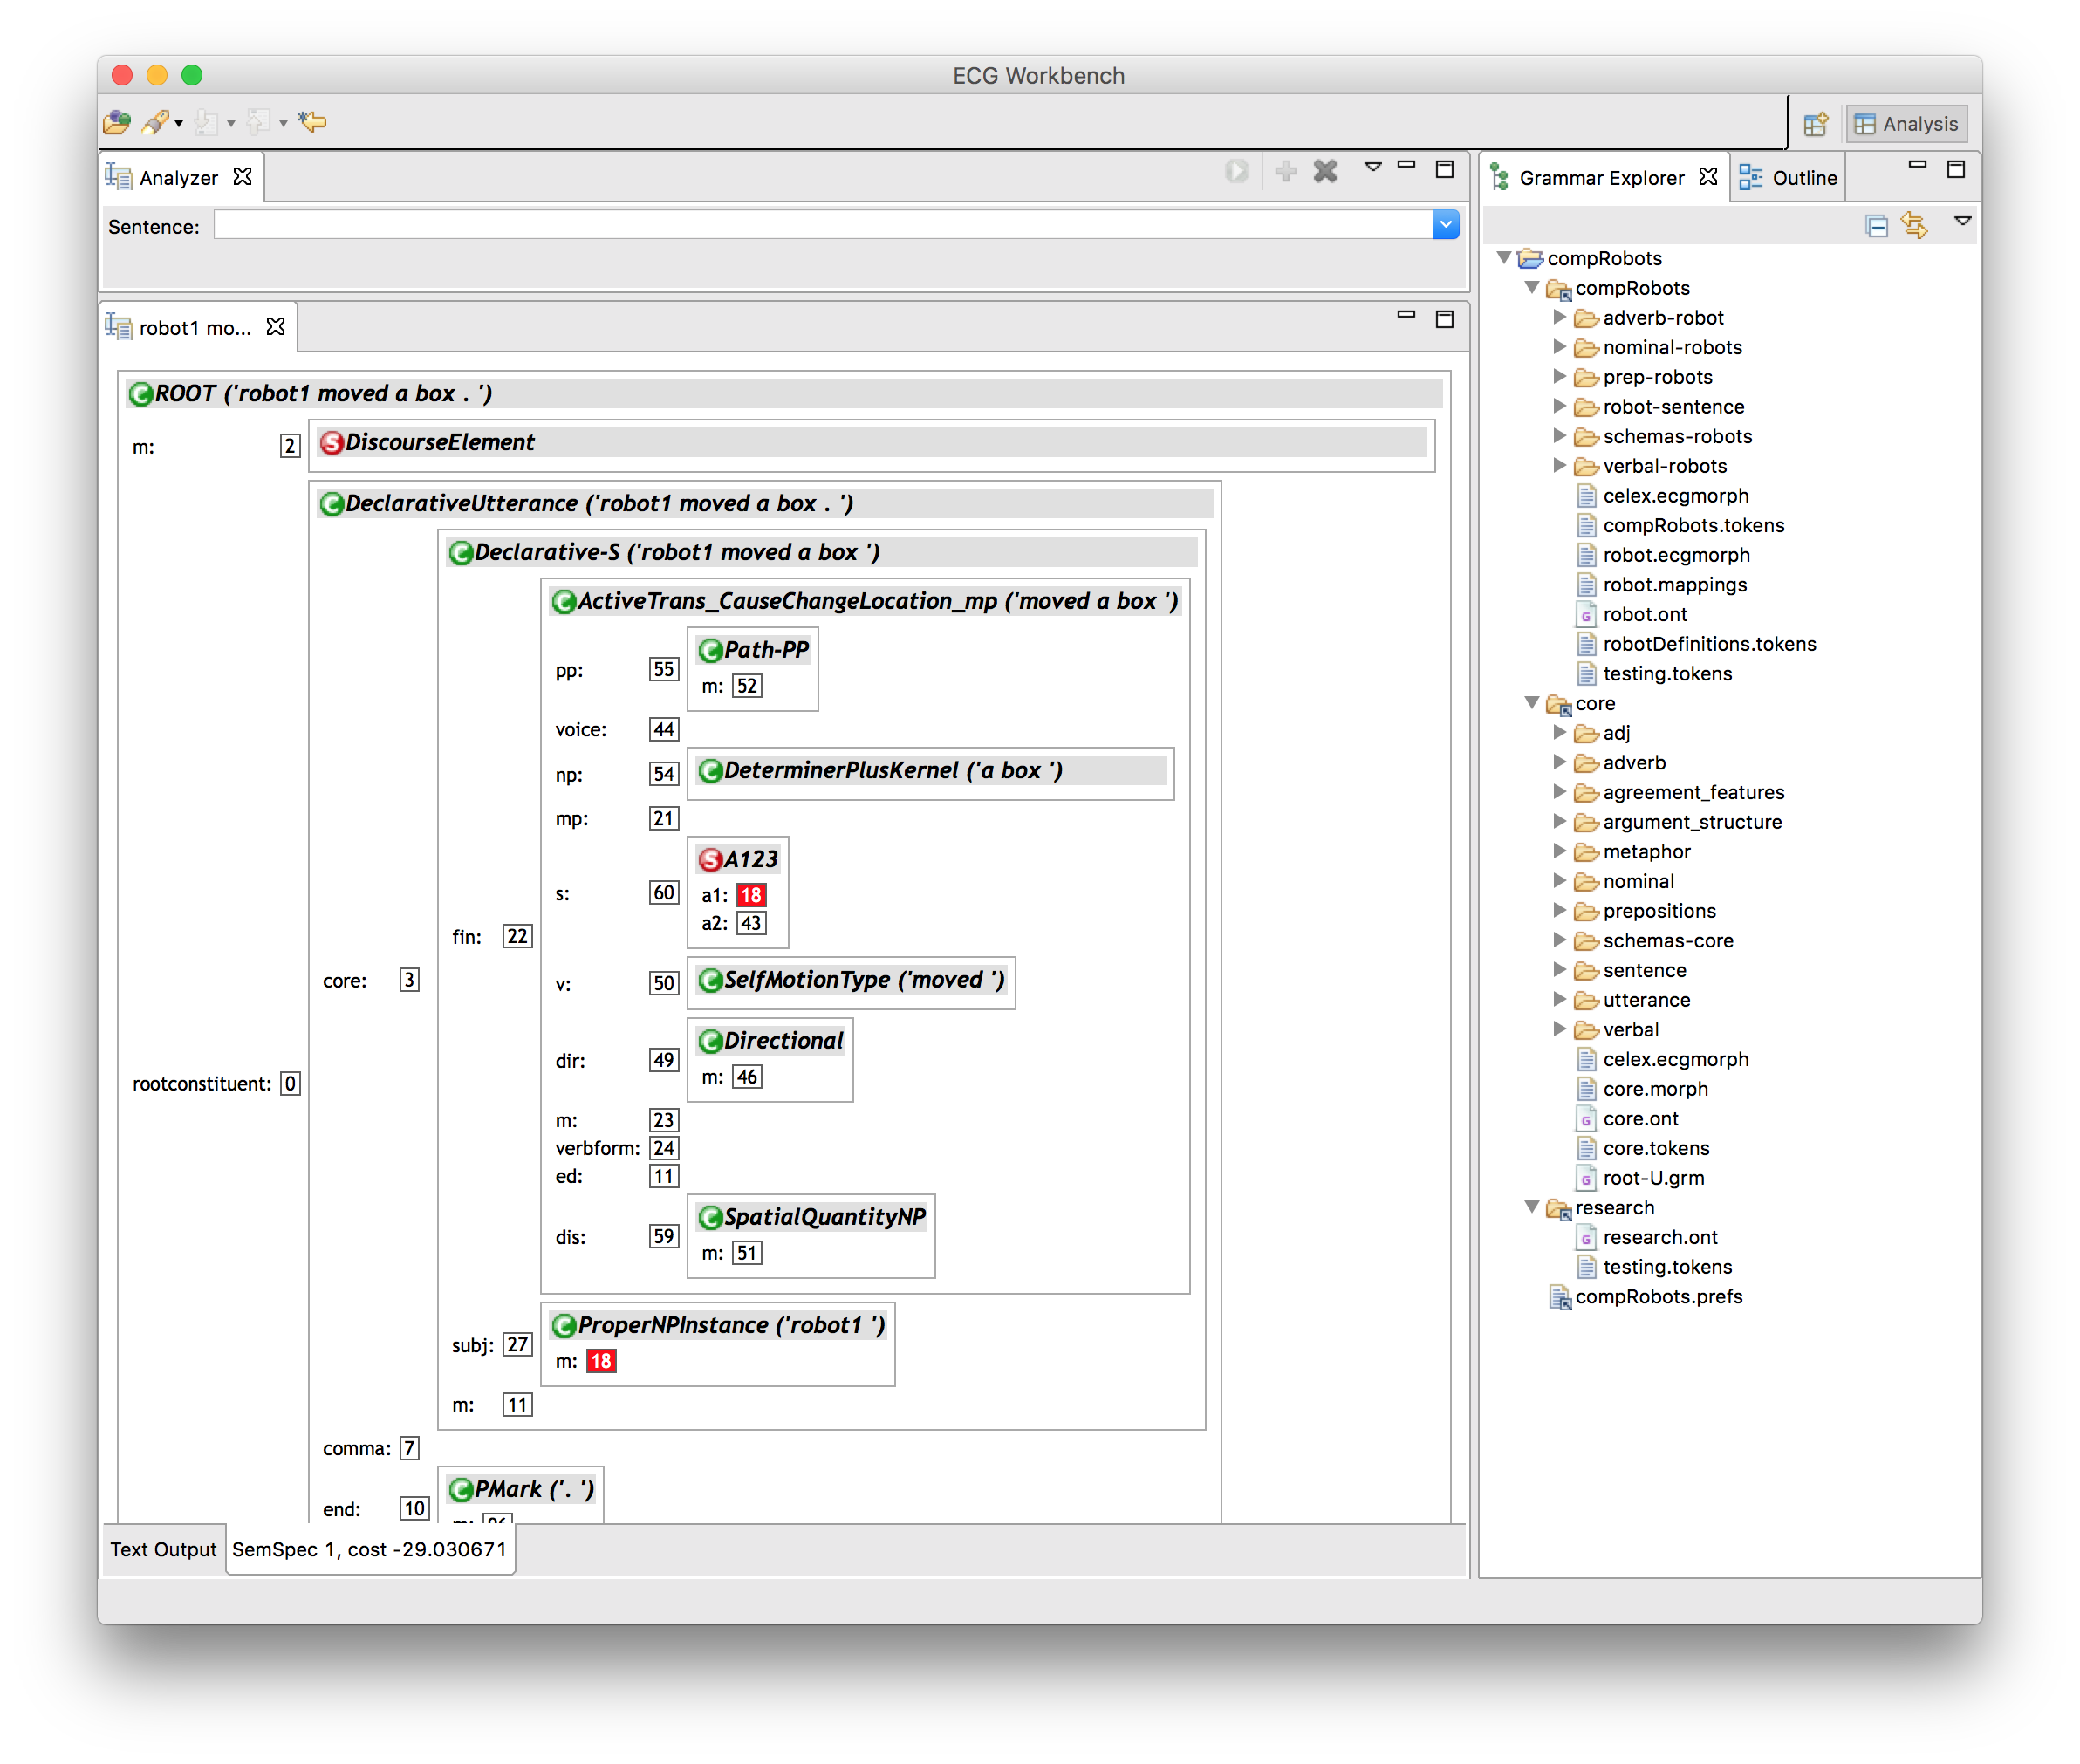 ECG Workbench
Analysis
Analyzer
Sentence:
robot1 mo...
ROOT ('robot1 moved a box . ')
m: 2 DiscourseElement
DeclarativeUtterance ('robot1 moved a box . ')
Declarative-S ('robot1 moved a box ')
ActiveTrans_CauseChangeLocation_mp ('moved a box ')
Path-PP
pp: 55
m: 52
voice: 44
np: 54 DeterminerPlusKernel ('a box ')
mp: 21
A123
s: 60
a1: 18
a2: 43
fin: 22
core: 3
v: 50 SelfMotionType ('moved ')
Directional
dir: 49
m: 46
rootconstituent: 0
m: 23
verbform: 24
ed: 11
SpatialQuantityNP
dis: 59
m: 51
ProperNPInstance ('robot1 ')
subj: 27
m: 18
m: 11
comma: 7
PMark ('. ')
end: 10
Text Output
SemSpec 1, cost -29.030671
Grammar Explorer
Outline
compRobots
compRobots
adverb-robot
nominal-robots
prep-robots
robot-sentence
schemas-robots
verbal-robots
celex.ecgmorph
compRobots.tokens
robot.ecgmorph
robot.mappings
robot.ont
robotDefinitions.tokens
testing.tokens
core
adj
adverb
agreement_features
argument_structure
metaphor
nominal
prepositions
schemas-core
sentence
utterance
verbal
celex.ecgmorph
core.morph
core.ont
core.tokens
root-U.grm
research
research.ont
testing.tokens
compRobots.prefs